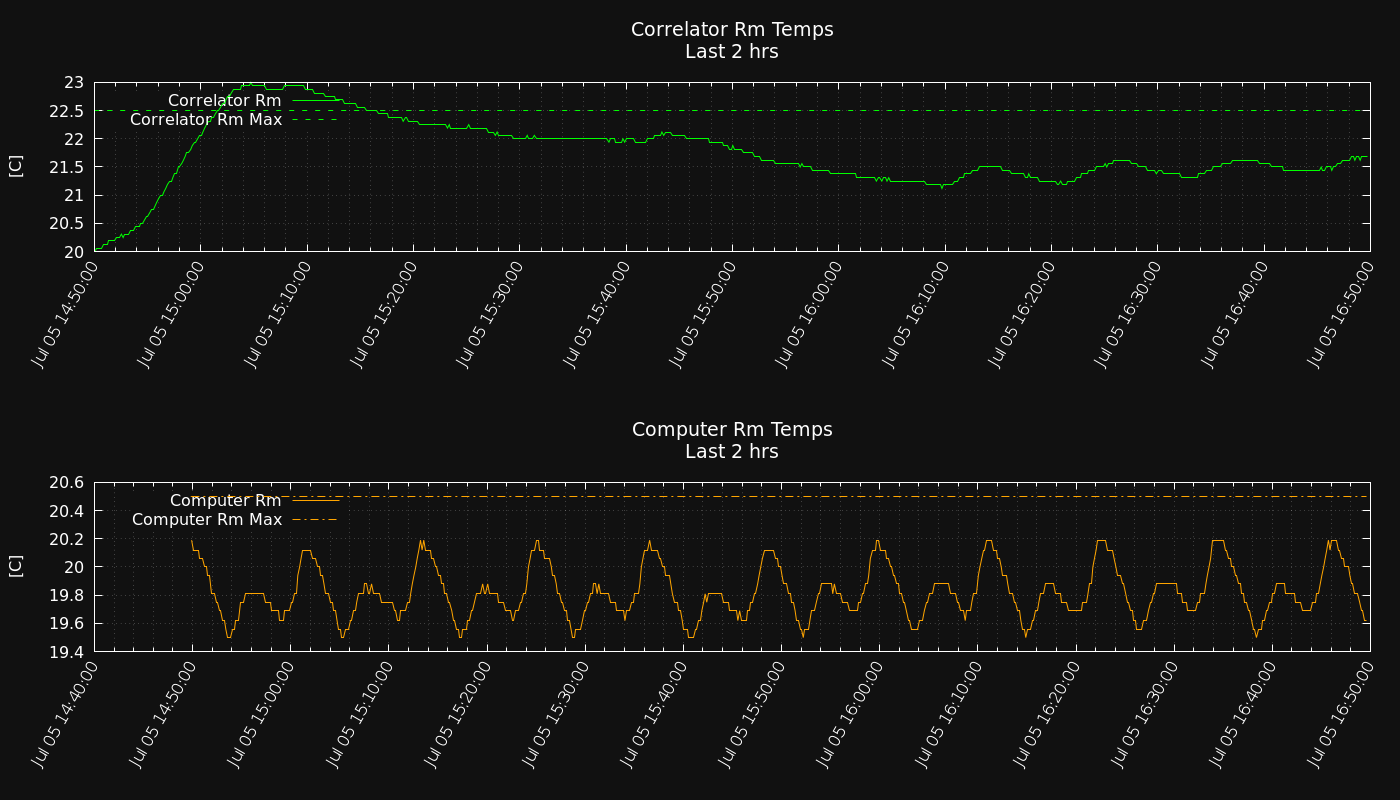 Correlator Rm Temps
Last 2 hrs
[C]
23
22.5
22
21.5
21
20.5
20
Correlator Rm
Correlator Rm Max
Jul 05 14:50:00
Jul 05 15:00:00
Jul 05 15:10:00
Jul 05 15:20:00
Jul 05 15:30:00
Jul 05 15:40:00
Jul 05 15:50:00
Jul 05 16:00:00
Jul 05 16:10:00
Jul 05 16:20:00
Jul 05 16:30:00
Jul 05 16:40:00
Jul 05 16:50:00
Computer Rm Temps
Last 2 hrs
[C]
20.6
20.4
20.2
20
19.8
19.6
19.4
Computer Rm
Computer Rm Max
Jul 05 14:40:00
Jul 05 14:50:00
Jul 05 15:00:00
Jul 05 15:10:00
Jul 05 15:20:00
Jul 05 15:30:00
Jul 05 15:40:00
Jul 05 15:50:00
Jul 05 16:00:00
Jul 05 16:10:00
Jul 05 16:20:00
Jul 05 16:30:00
Jul 05 16:40:00
Jul 05 16:50:00